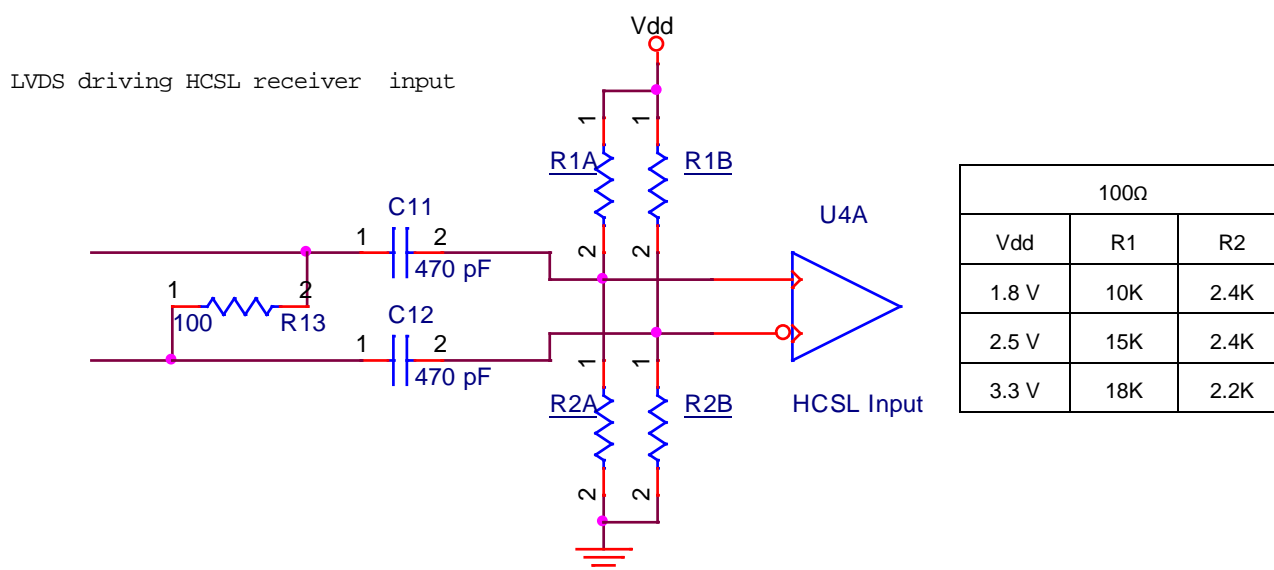 Vdd
LVDS driving HCSL receiver input
1 1
R1A R1B
2 2
C11
1 2
470 pF
1 2
100 R13
C12
1 2
470 pF
U4A
HCSL Input
1 1
R2A R2B
2 2
100Ω
Vdd R1 R2
1.8 V 10K 2.4K
2.5 V 15K 2.4K
3.3 V 18K 2.2K